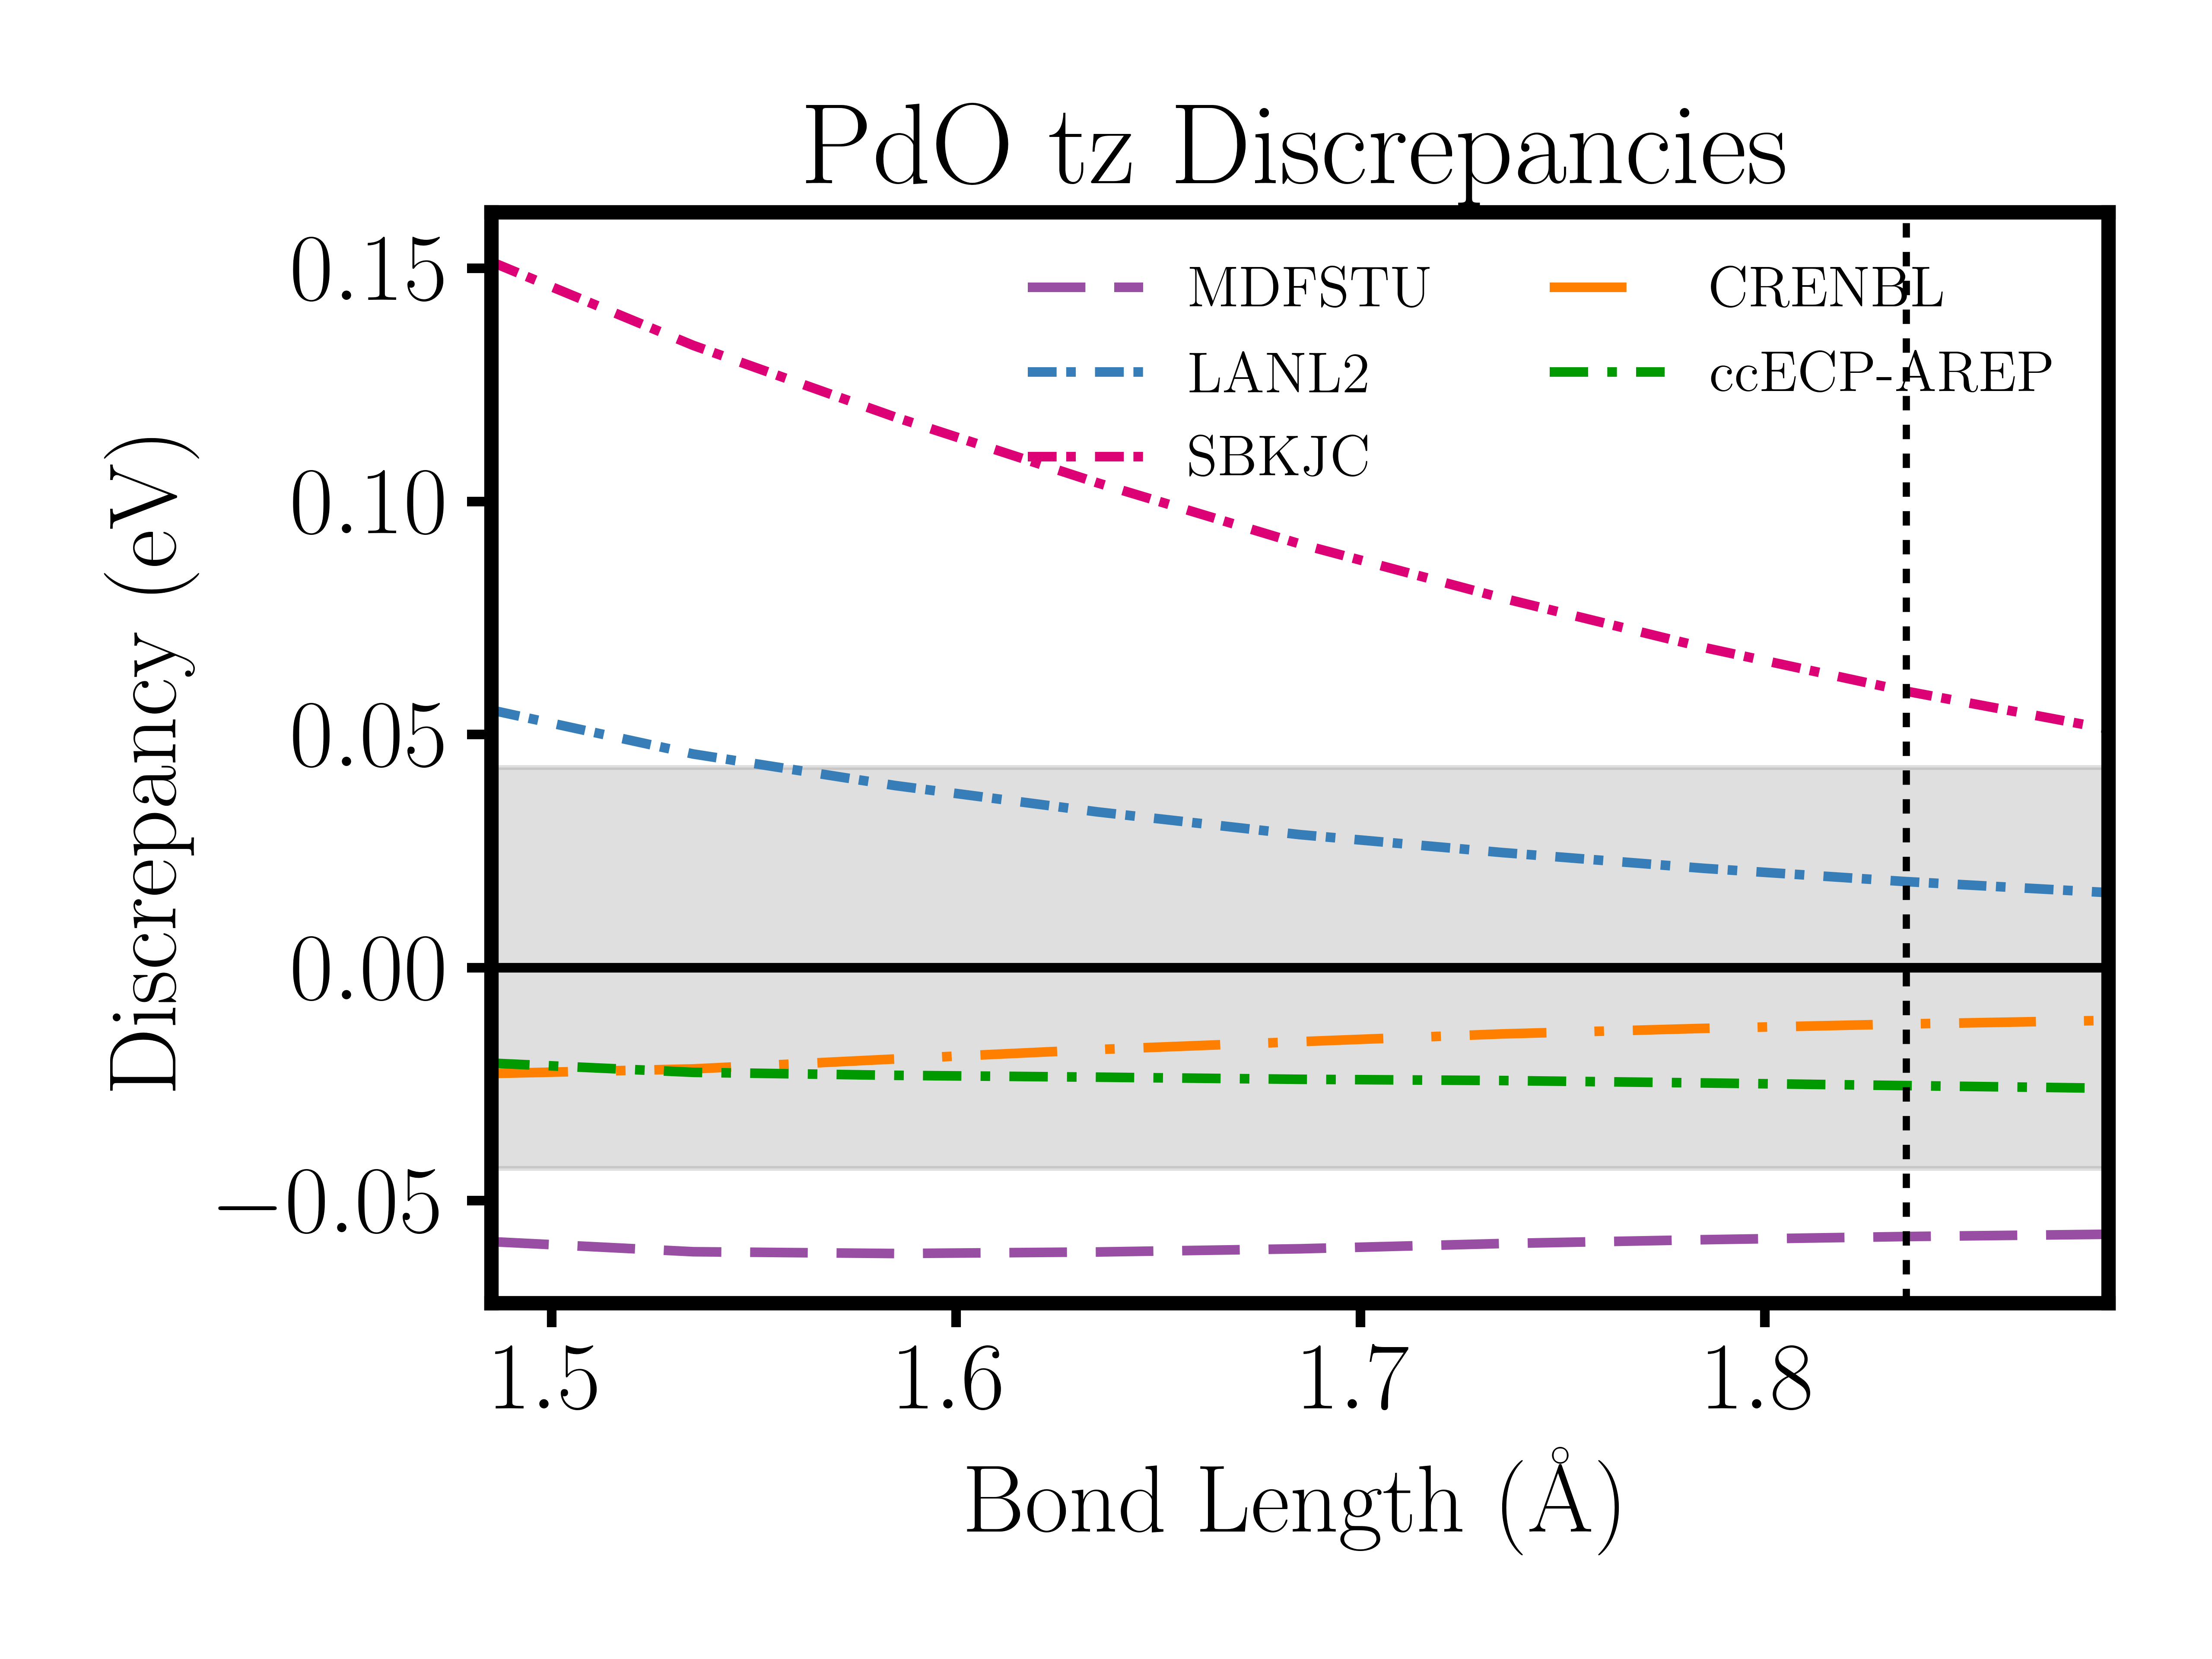 PdO tz Discrepancies
0.15
0.10
0.05
0.00
−0.05
Discrepancy (eV)
MDFSTU
LANL2
SBKJC
CRENBL
ccECP-AREP
1.5 1.6 1.7 1.8
Bond Length (Å)